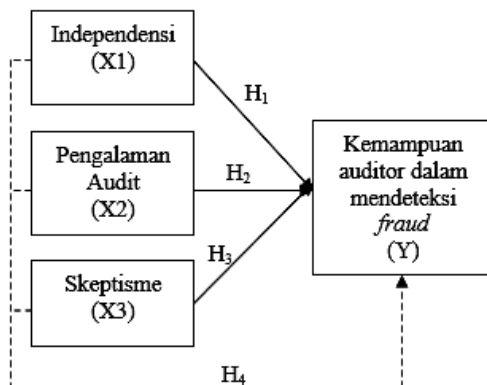 Independensi
(X1)
H₁
Pengalaman
Audit
(X2)
H₂
Kemampuan
auditor dalam
mendeteksi
fraud
(Y)
H₃
Skeptisme
(X3)
H₄